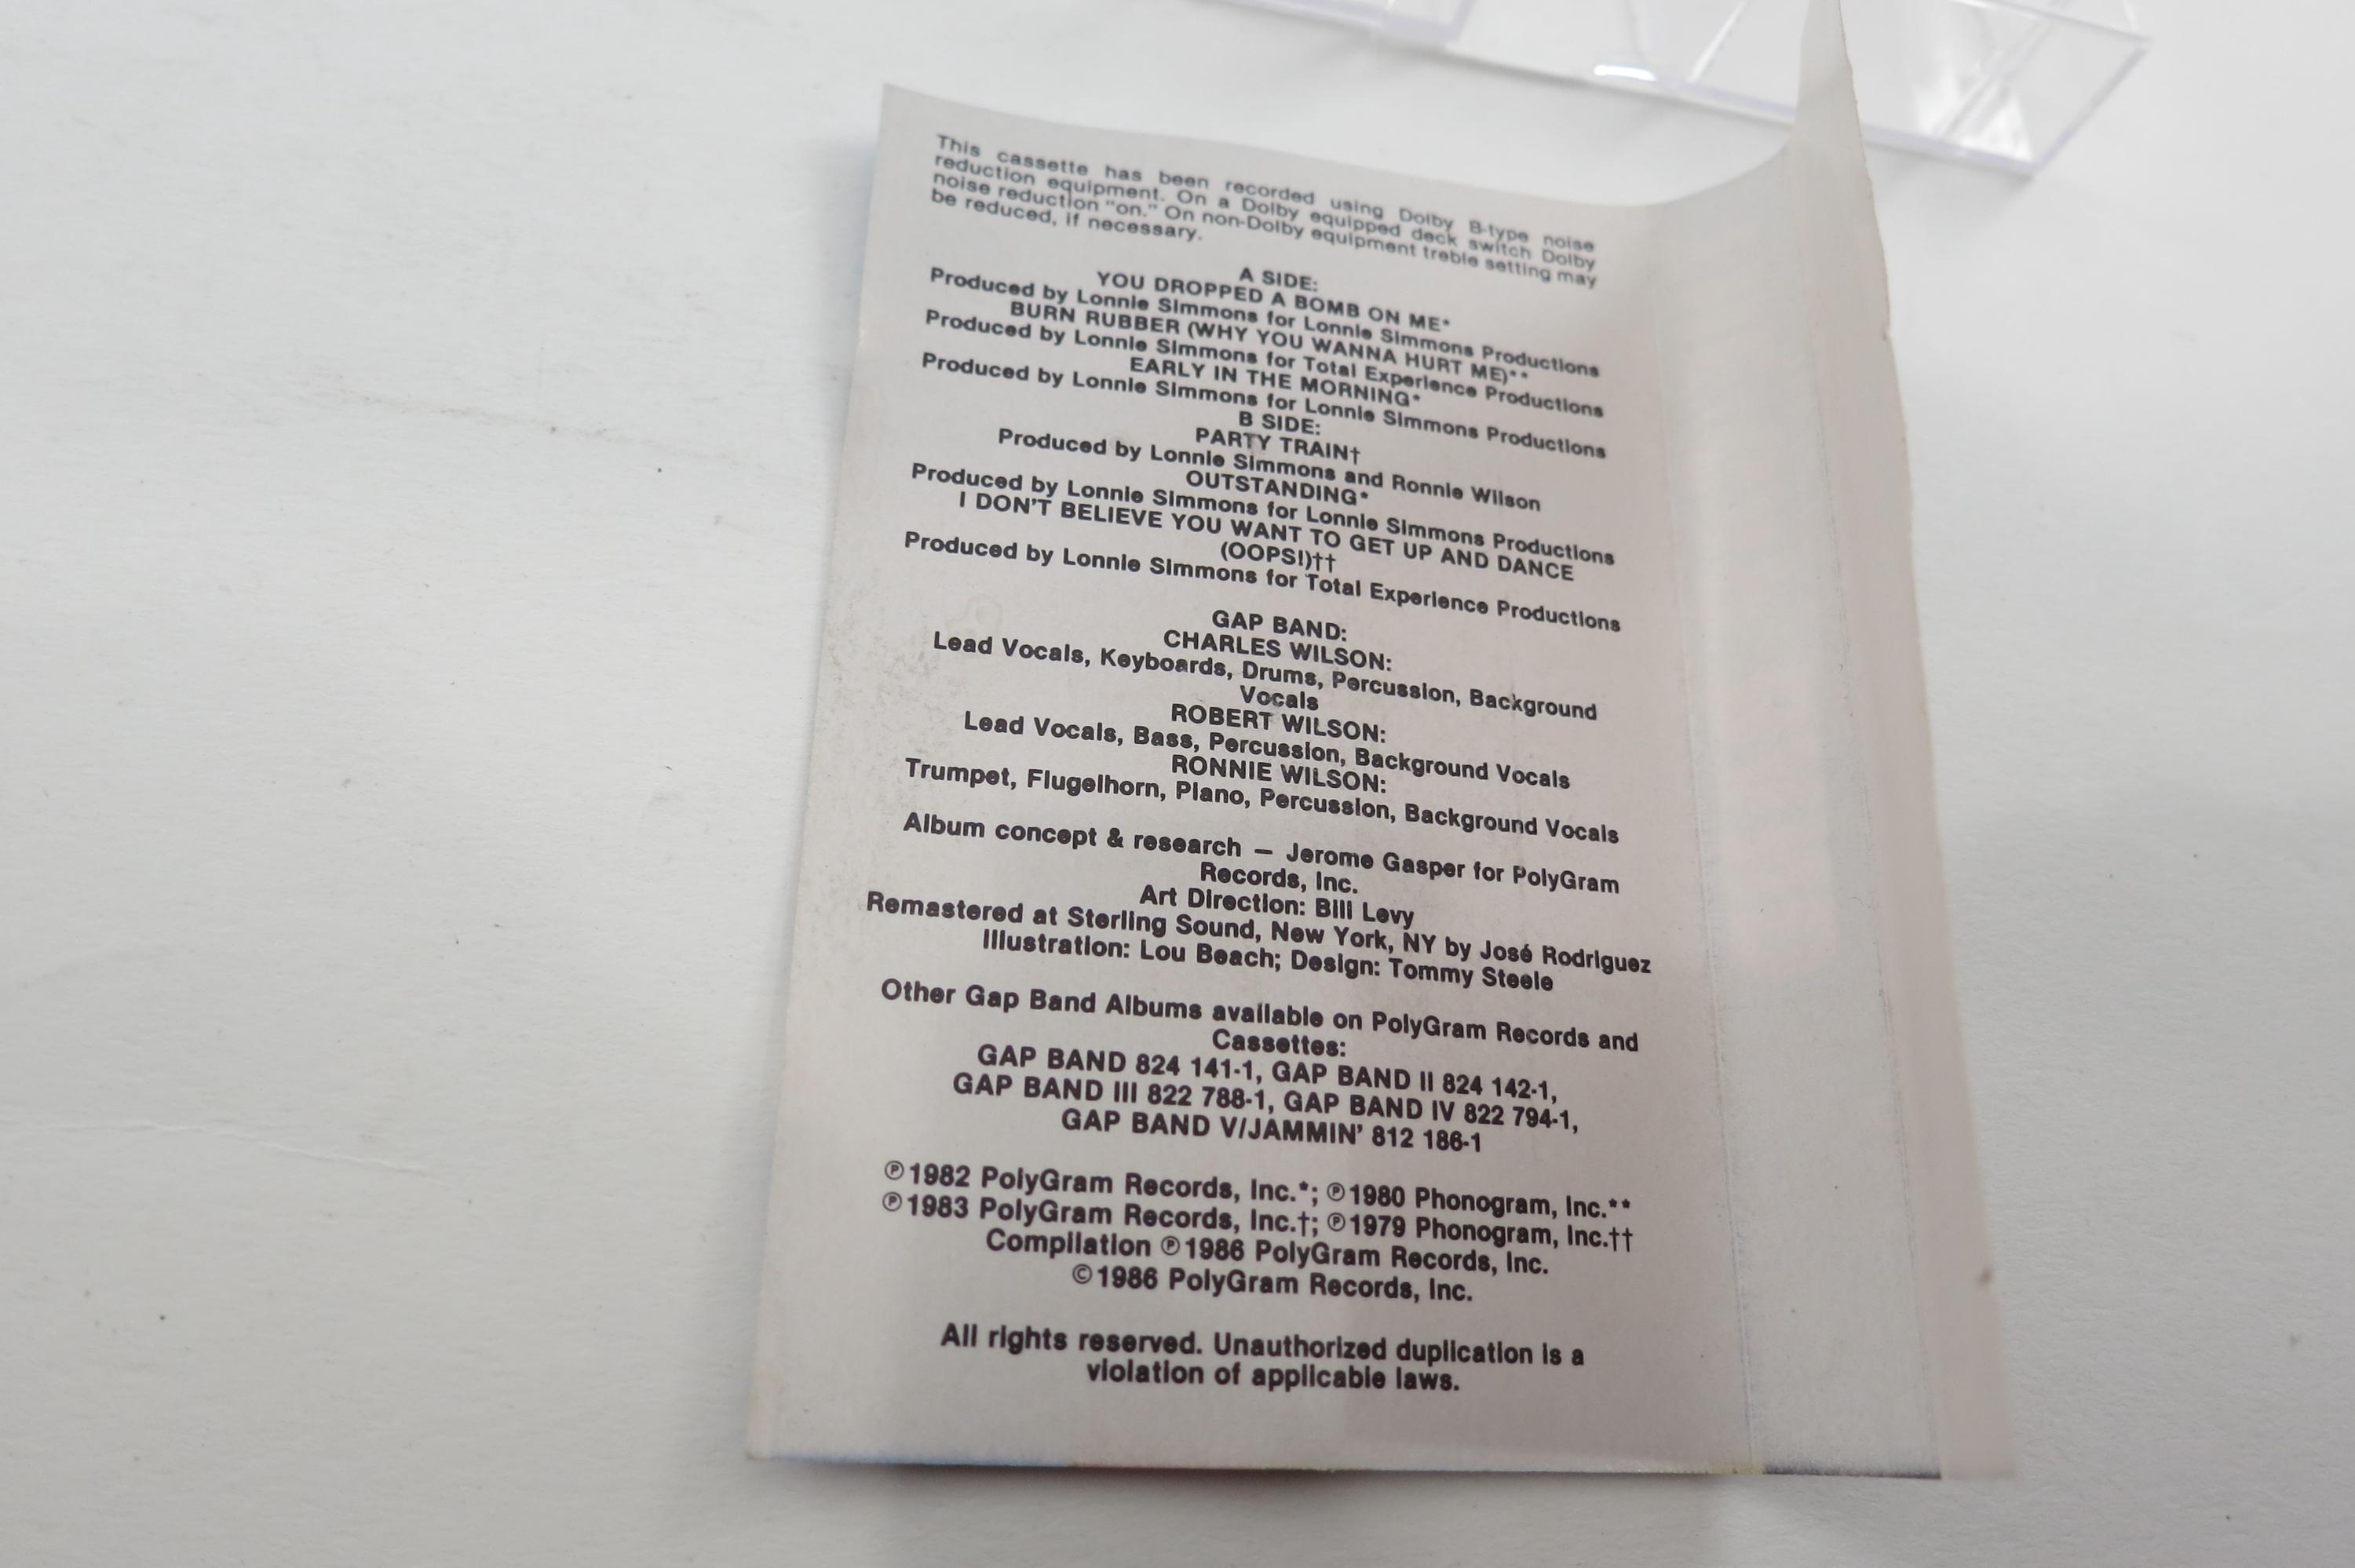 This cassette has been recorded using Dolby B-type noise
reduction equipment. On a Dolby equipped deck switch Dolby
noise reduction "on." On non-Dolby equipment treble setting may
be reduced, if necessary.
A SIDE:
YOU DROPPED A BOMB ON ME*
Produced by Lonnie Simmons for Lonnie Simmons Productions
BURN RUBBER (WHY YOU WANNA HURT ME)**
Produced by Lonnie Simmons for Total Experience Productions
EARLY IN THE MORNING*
Produced by Lonnie Simmons for Lonnie Simmons Productions
B SIDE:
PARTY TRAIN†
Produced by Lonnie Simmons and Ronnie Wilson
OUTSTANDING*
Produced by Lonnie Simmons for Lonnie Simmons Productions
I DON'T BELIEVE YOU WANT TO GET UP AND DANCE
(OOPS!)††
Produced by Lonnie Simmons for Total Experience Productions
GAP BAND:
CHARLES WILSON:
Lead Vocals, Keyboards, Drums, Percussion, Background
Vocals
ROBERT WILSON:
Lead Vocals, Bass, Percussion, Background Vocals
RONNIE WILSON:
Trumpet, Flugelhorn, Piano, Percussion, Background Vocals
Album concept & research — Jerome Gasper for PolyGram
Records, Inc.
Art Direction: Bill Levy
Remastered at Sterling Sound, New York, NY by José Rodriguez
Illustration: Lou Beach; Design: Tommy Steele
Other Gap Band Albums available on PolyGram Records and
Cassettes:
GAP BAND 824 141-1, GAP BAND II 824 142-1,
GAP BAND III 822 788-1, GAP BAND IV 822 794-1,
GAP BAND V/JAMMIN' 812 186-1
℗1982 PolyGram Records, Inc.*; ℗1980 Phonogram, Inc.**
℗1983 PolyGram Records, Inc.†; ℗1979 Phonogram, Inc.††
Compilation ℗1986 PolyGram Records, Inc.
©1986 PolyGram Records, Inc.
All rights reserved. Unauthorized duplication is a
violation of applicable laws.